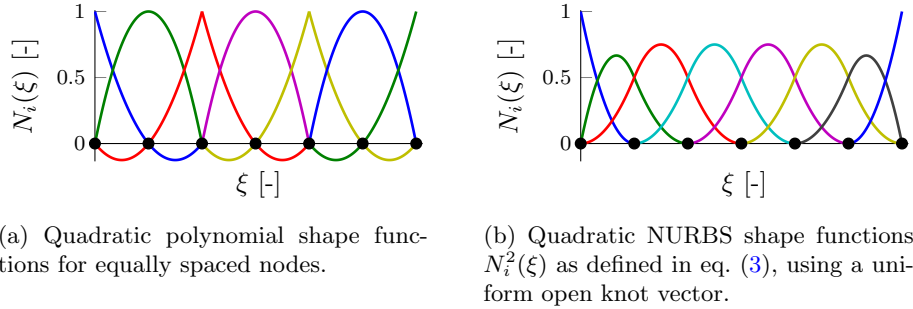 1
0.5
0
N_i(ξ) [-]
ξ [-]
(a) Quadratic polynomial shape func-
tions for equally spaced nodes.
1
0.5
0
N_i(ξ) [-]
ξ [-]
(b) Quadratic NURBS shape functions
N_i^2(ξ) as defined in eq. (3), using a uni-
form open knot vector.